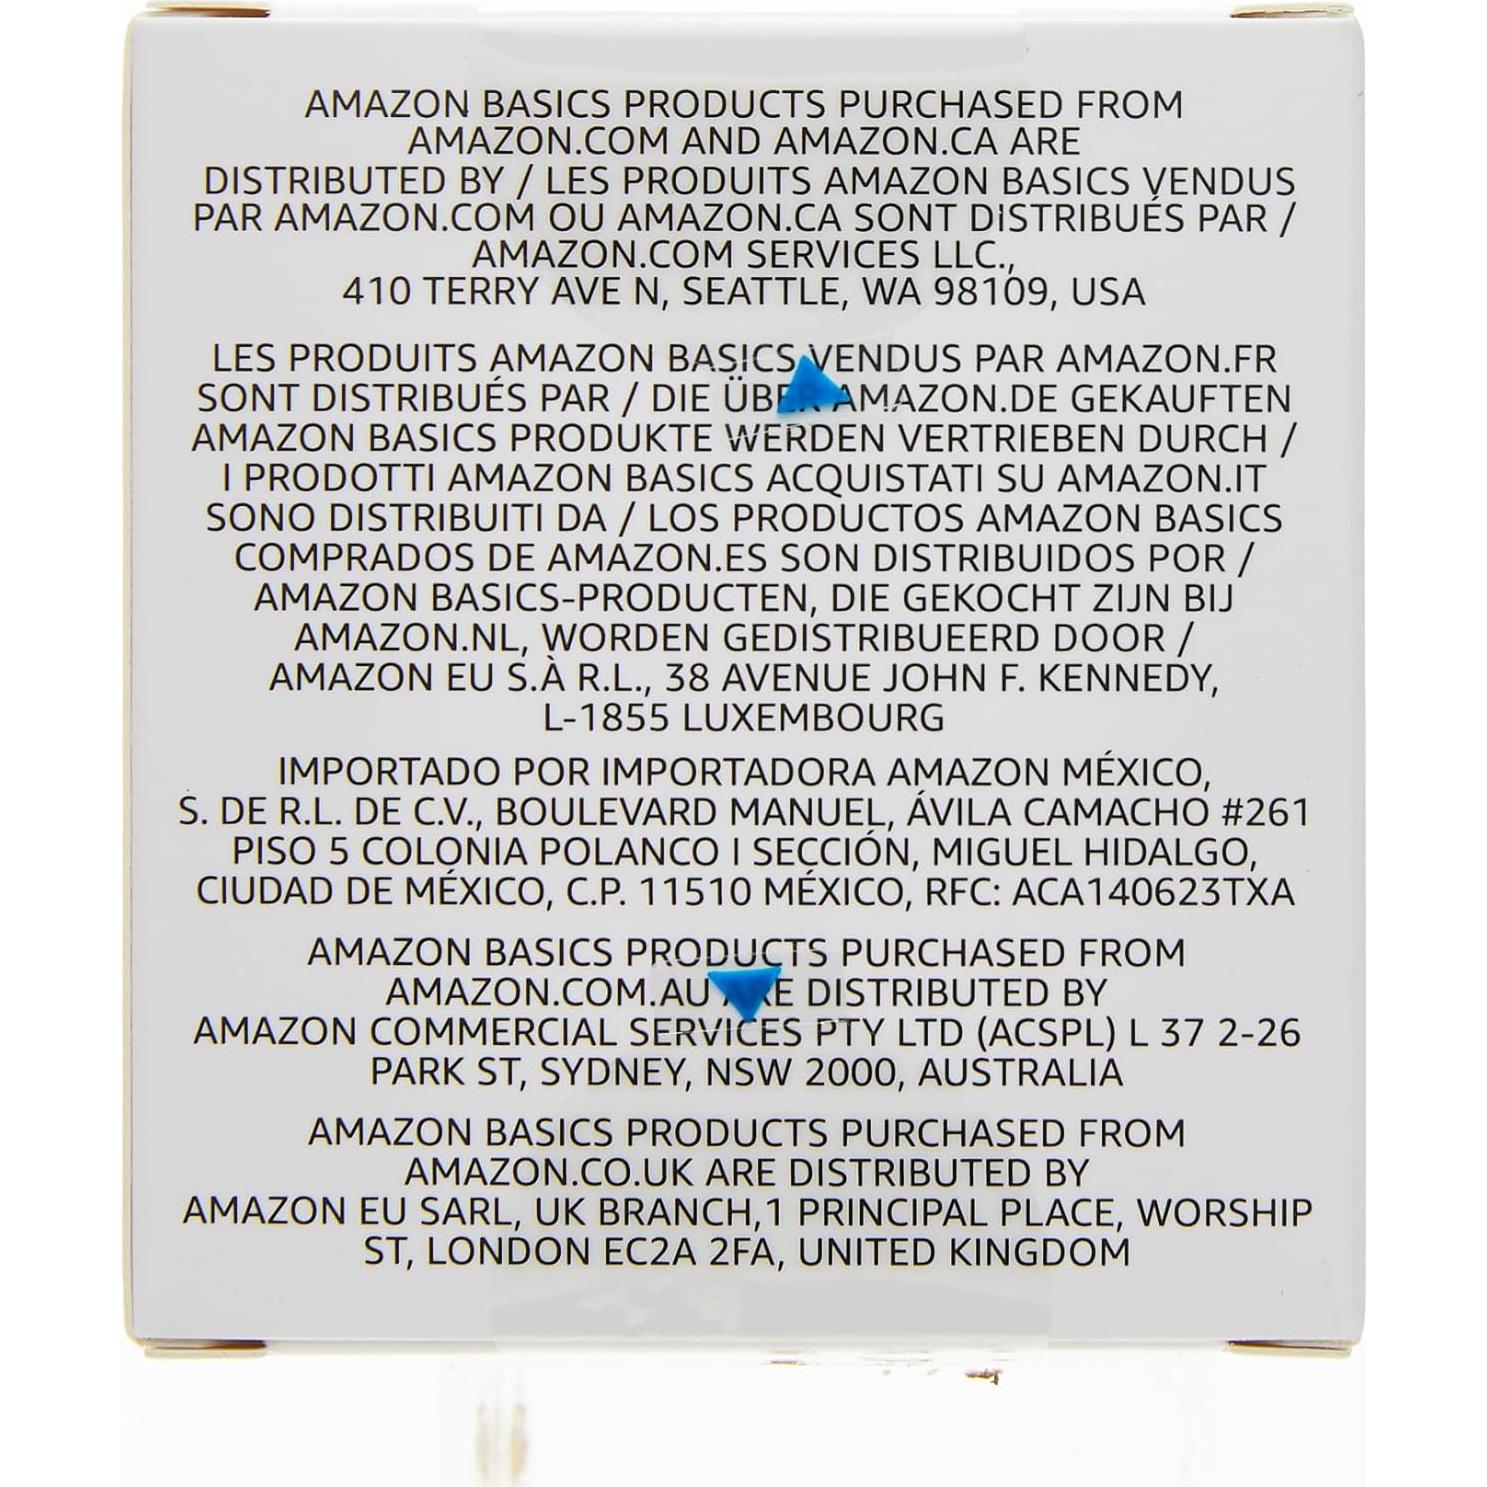 AMAZON BASICS PRODUCTS PURCHASED FROM
AMAZON.COM AND AMAZON.CA ARE
DISTRIBUTED BY / LES PRODUITS AMAZON BASICS VENDUS
PAR AMAZON.COM OU AMAZON.CA SONT DiSTRIBUÉS PAR /
AMAZON.COM SERVICES LLC.,
410 TERRY AVE N, SEATTLE, WA 98109, USA
LES PRODUITS AMAZON BASICS VENDUS PAR AMAZON.FR
SONT DISTRIBUÉS PAR / DIE ÜBER AMAZON.DE GEKAUFTEN
AMAZON BASICS PRODUKTE WERDEN VERTRIEBEN DURCH /
I PRODOTTI AMAZON BASICS ACQUISTATI SU AMAZON.IT
SONO DISTRIBUITI DA / LOS PRODUCTOS AMAZON BASICS
COMPRADOS DE AMAZON.ES SON DISTRIBUIDOS POR /
AMAZON BASICS-PRODUCTEN, DIE GEKOCHT ZIJN BIJ
AMAZON.NL, WORDEN GEDISTRIBUEERD DOOR /
AMAZON EU S.À R.L., 38 AVENUE JOHN F. KENNEDY,
L-1855 LUXEMBOURG
IMPORTADO POR IMPORTADORA AMAZON MÉXICO,
S. DE R.L. DE C.V., BOULEVARD MANUEL, ÁVILA CAMACHO #261
PISO 5 COLONIA POLANCO I SECCIÓN, MIGUEL HIDALGO,
CIUDAD DE MÉXICO, C.P. 11510 MÉXICO, RFC: ACA140623TXA
AMAZON BASICS PRODUCTS PURCHASED FROM
AMAZON.COM.AU ARE DISTRIBUTED BY
AMAZON COMMERCIAL SERVICES PTY LTD (ACSPL) L 37 2-26
PARK ST, SYDNEY, NSW 2000, AUSTRALIA
AMAZON BASICS PRODUCTS PURCHASED FROM
AMAZON.CO.UK ARE DISTRIBUTED BY
AMAZON EU SARL, UK BRANCH,1 PRINCIPAL PLACE, WORSHIP
ST, LONDON EC2A 2FA, UNITED KINGDOM